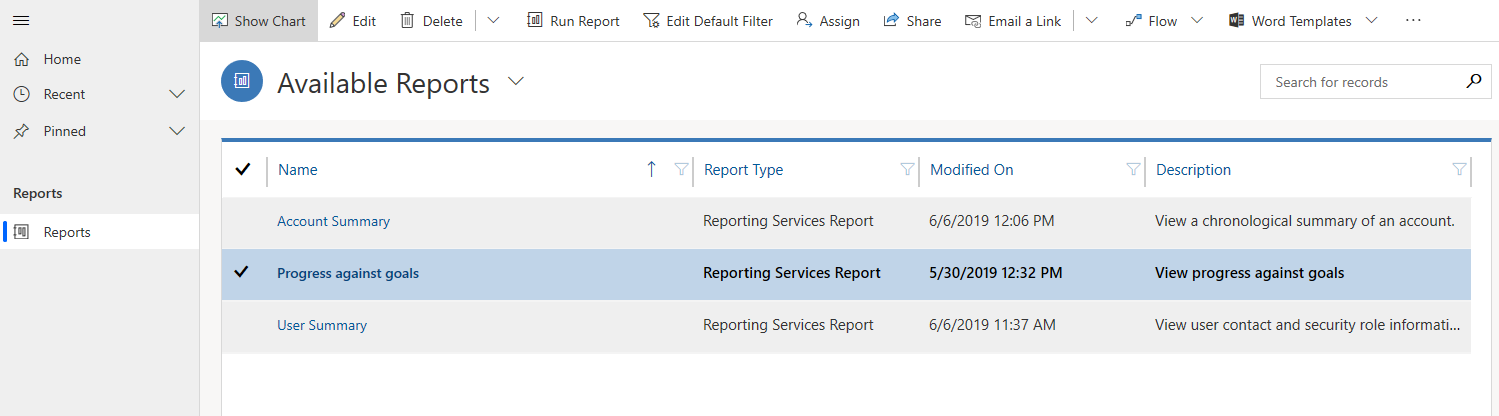 Show Chart Edit Delete Run Report Edit Default Filter Assign Share Email a Link Flow Word Templates ...
Home
Recent
Pinned
Reports
Reports
Available Reports
Search for records
Name Report Type Modified On Description
Account Summary Reporting Services Report 6/6/2019 12:06 PM View a chronological summary of an account.
Progress against goals Reporting Services Report 5/30/2019 12:32 PM View progress against goals
User Summary Reporting Services Report 6/6/2019 11:37 AM View user contact and security role informati...